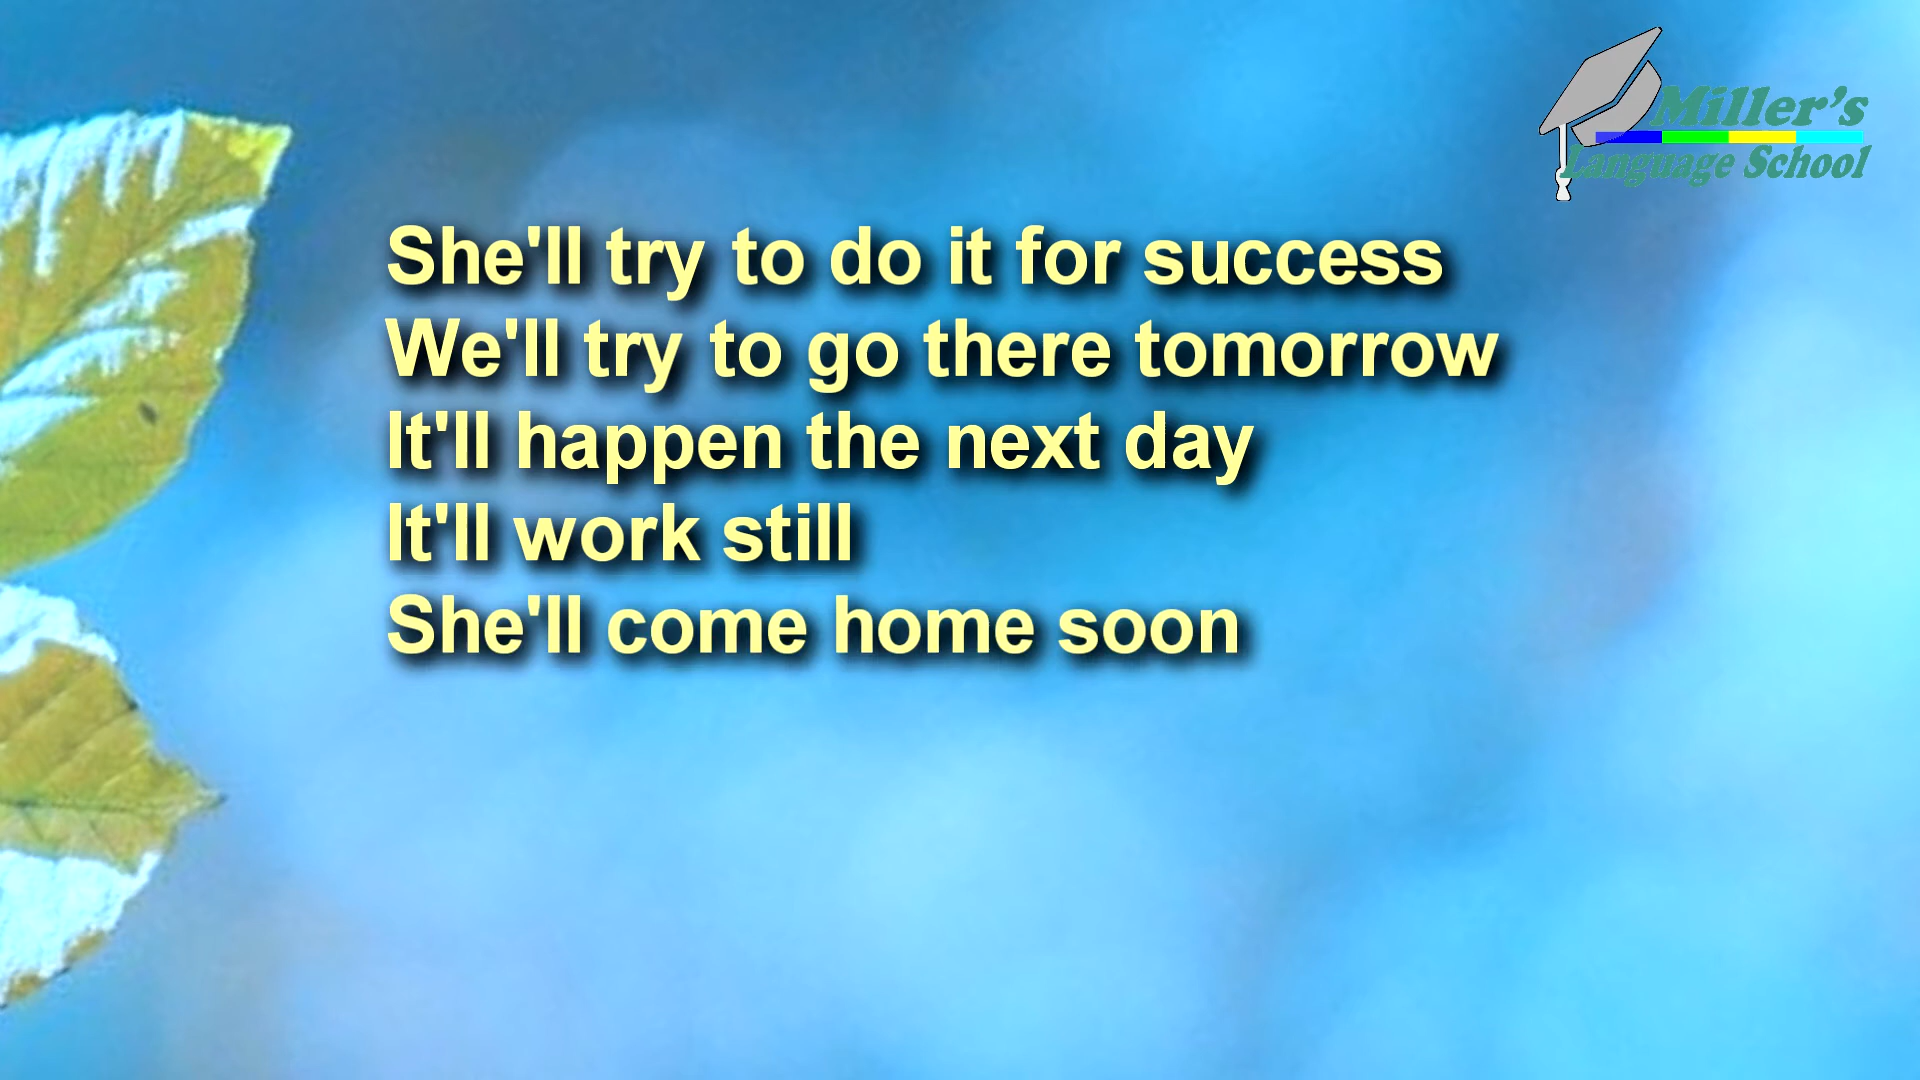 Miller's
Language School
She'll try to do it for success
We'll try to go there tomorrow
It'll happen the next day
It'll work still
She'll come home soon